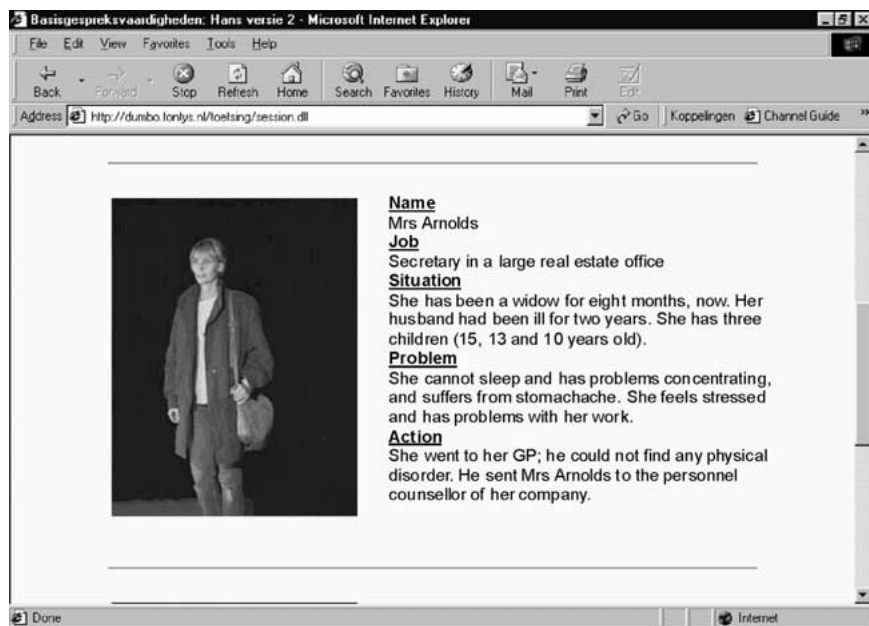 Basisgespreksvaardigheden: Hans versie 2 - Microsoft Internet Explorer
File Edit View Favorites Tools Help
Back Forward Stop Refresh Home Search Favorites History Mail Print Edit
Address http://dumbo.fontys.nl/toetsing/session.dll Go Koppelingen Channel Guide »
Name
Mrs Arnolds
Job
Secretary in a large real estate office
Situation
She has been a widow for eight months, now. Her
husband had been ill for two years. She has three
children (15, 13 and 10 years old).
Problem
She cannot sleep and has problems concentrating,
and suffers from stomachache. She feels stressed
and has problems with her work.
Action
She went to her GP; he could not find any physical
disorder. He sent Mrs Arnolds to the personnel
counsellor of her company.
Done Internet